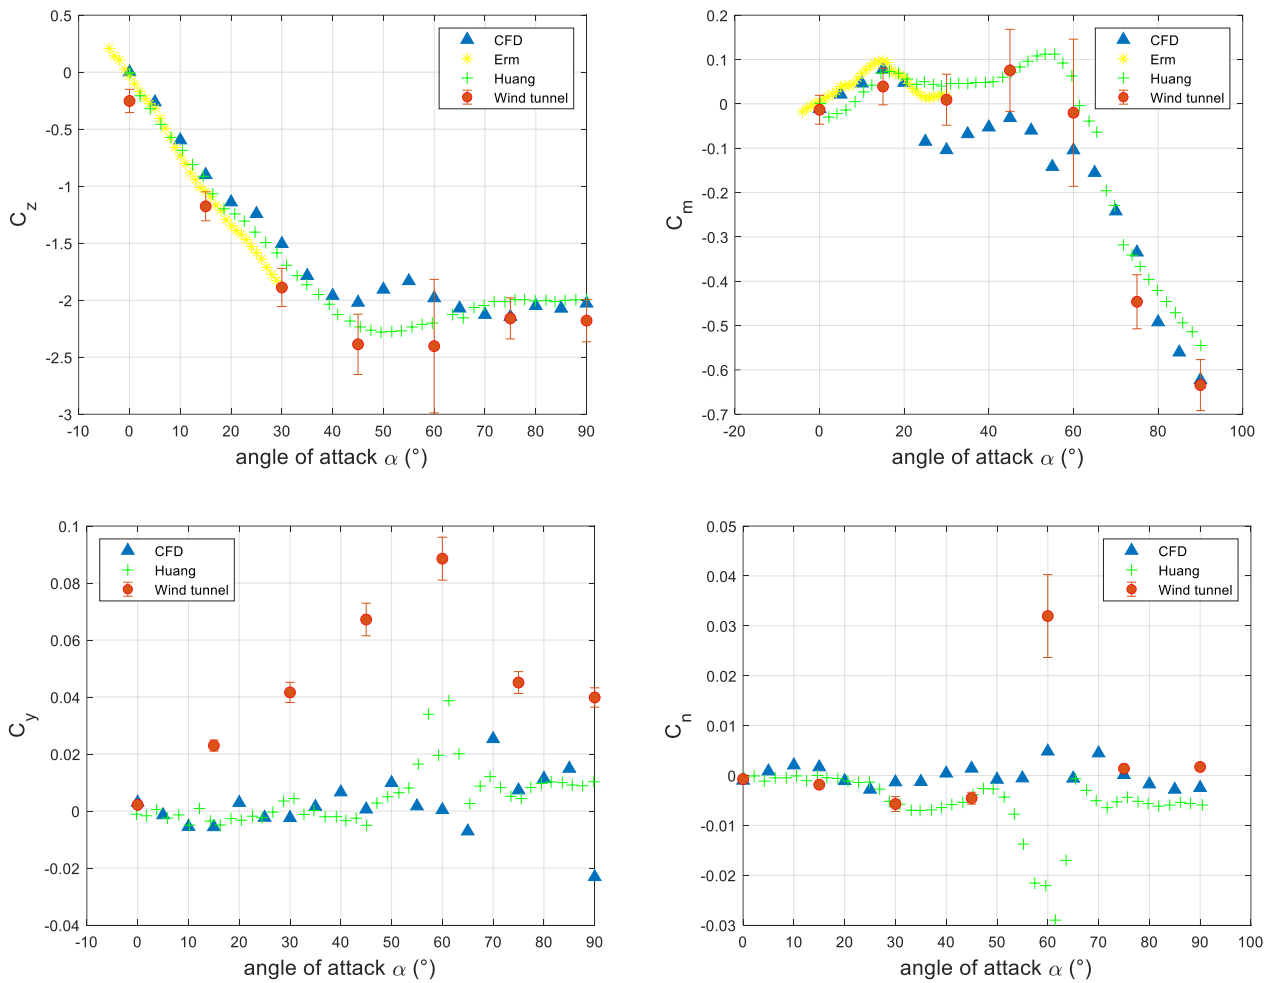 0.5
0
-0.5
-1
-1.5
-2
-2.5
-3
-10 0 10 20 30 40 50 60 70 80 90
C_z
angle of attack α (°)
CFD
Erm
Huang
Wind tunnel
0.2
0.1
0
-0.1
-0.2
-0.3
-0.4
-0.5
-0.6
-0.7
-20 0 20 40 60 80 100
C_m
angle of attack α (°)
CFD
Erm
Huang
Wind tunnel
0.1
0.08
0.06
0.04
0.02
0
-0.02
-0.04
-10 0 10 20 30 40 50 60 70 80 90
C_y
angle of attack α (°)
CFD
Huang
Wind tunnel
0.05
0.04
0.03
0.02
0.01
0
-0.01
-0.02
-0.03
0 10 20 30 40 50 60 70 80 90 100
C_n
angle of attack α (°)
CFD
Huang
Wind tunnel